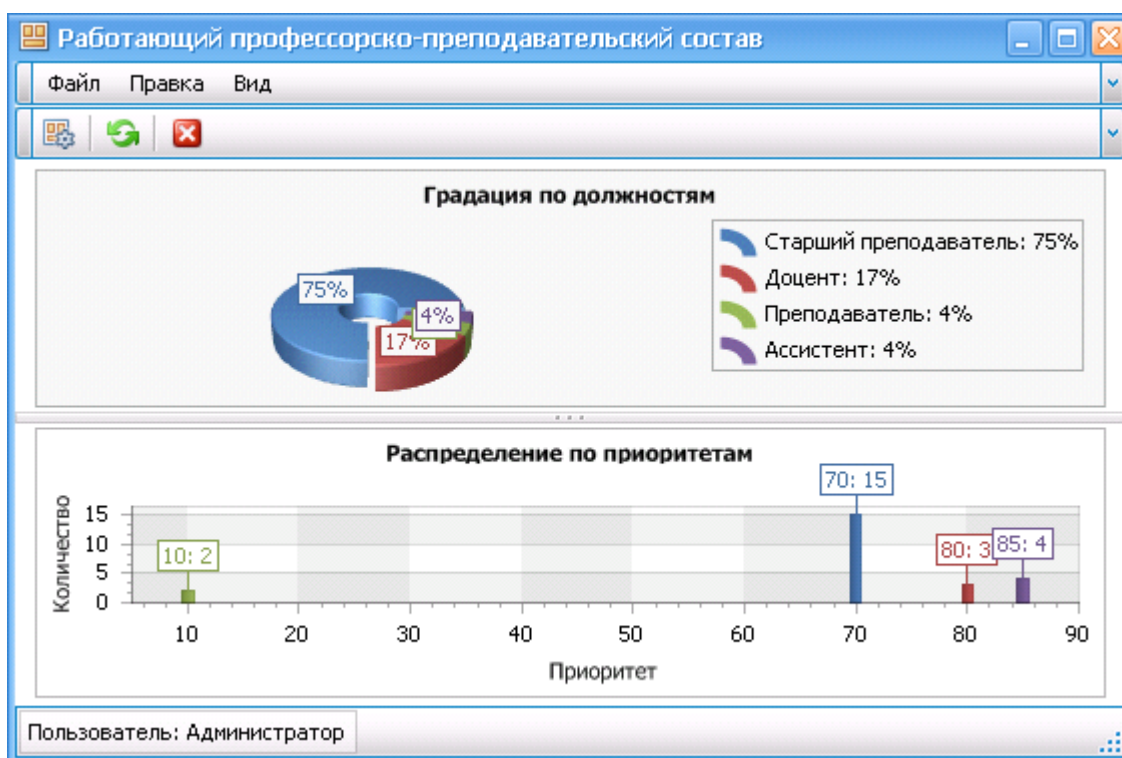 Работающий профессорско-преподавательский состав
Файл Правка Вид
Градация по должностям
75%
4%
17%
Старший преподаватель: 75%
Доцент: 17%
Преподаватель: 4%
Ассистент: 4%
Распределение по приоритетам
Количество
15
10
5
0
10: 2
70: 15
80: 3
85: 4
10 20 30 40 50 60 70 80 90
Приоритет
Пользователь: Администратор